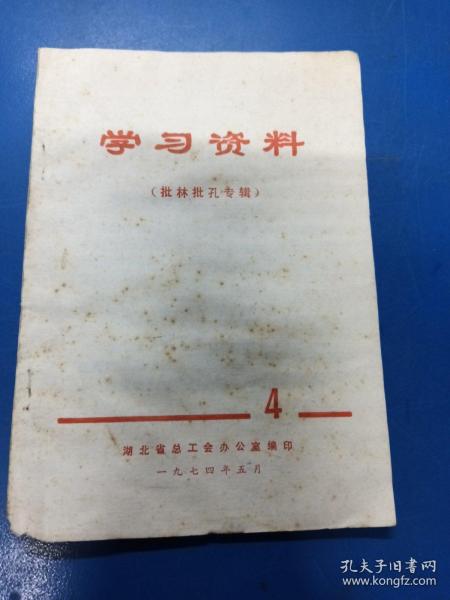 学习资料
（批林批孔专辑）
4
湖北省总工会办公室编印
一九七四年五月
孔夫子旧书网
www.kongfz.com